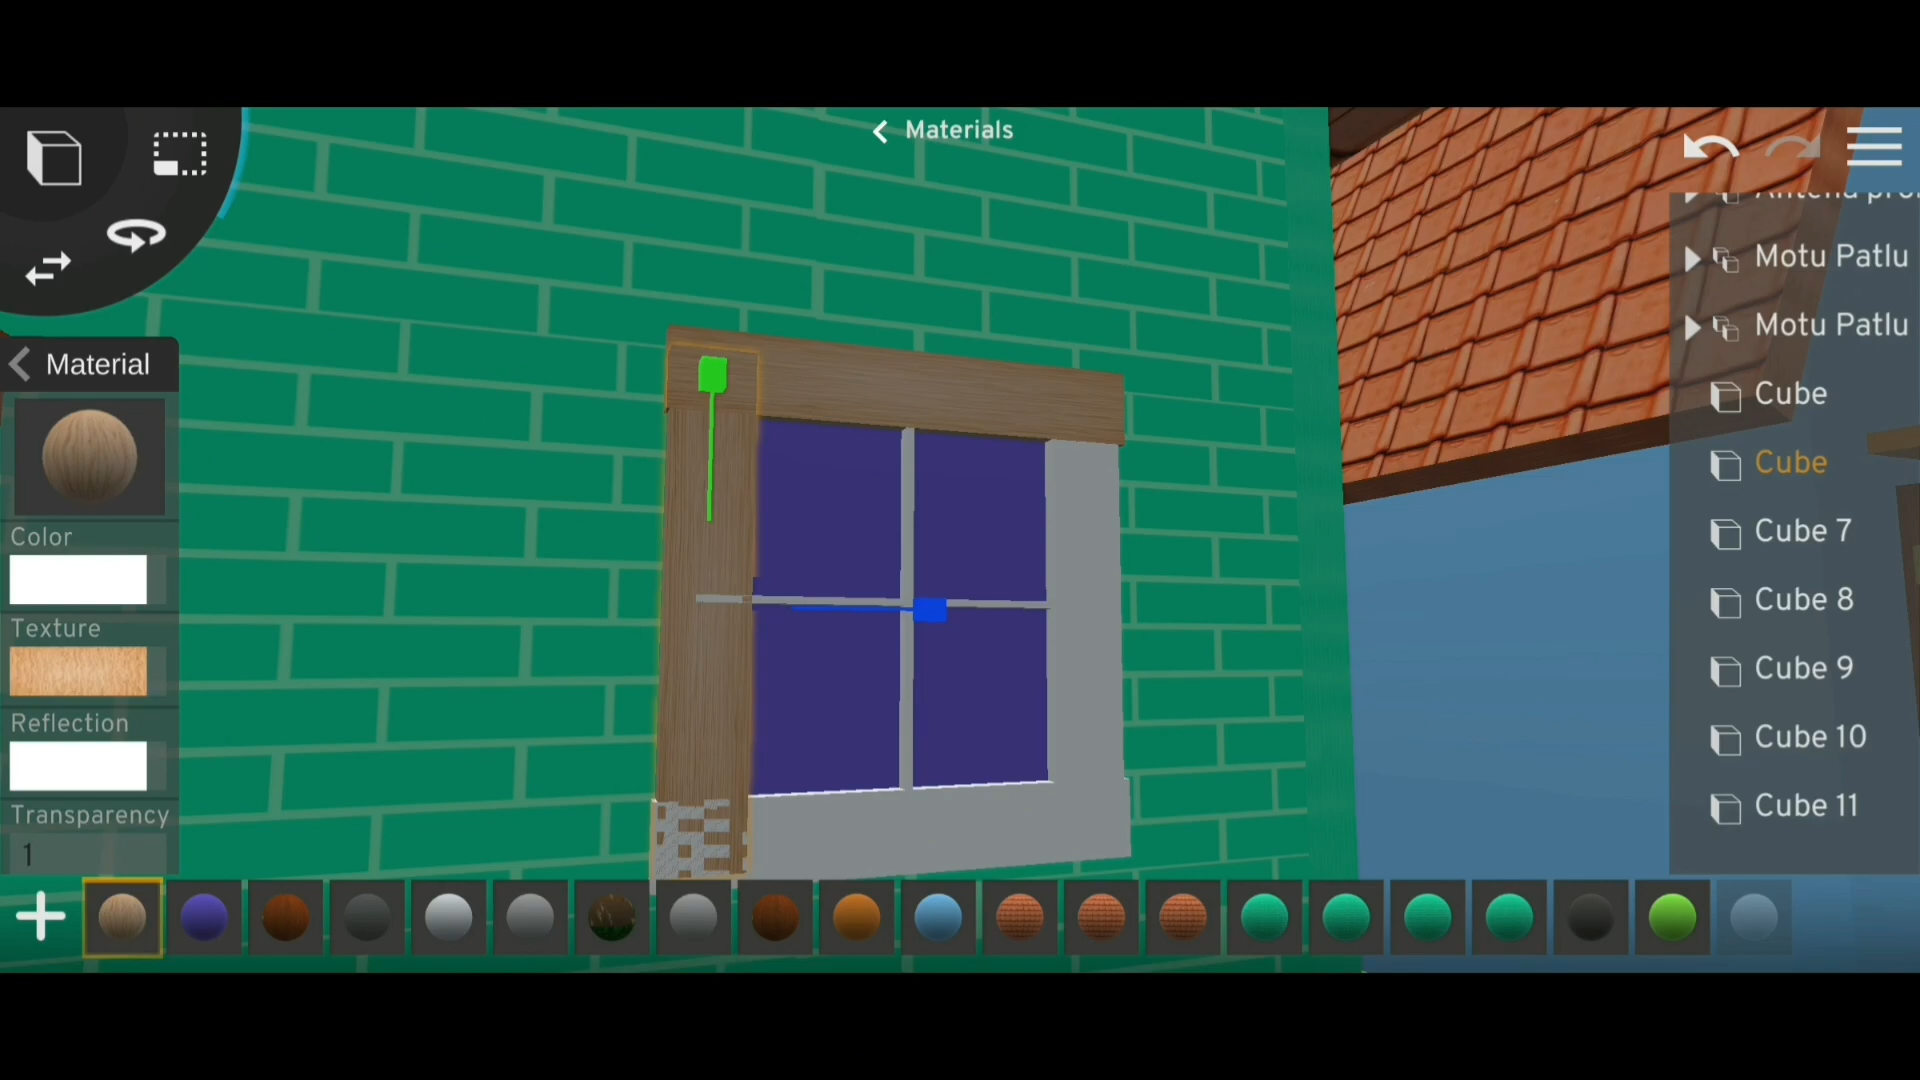 Materials
Motu Patlu
Motu Patlu
Cube
Cube
Cube 7
Cube 8
Cube 9
Cube 10
Cube 11
Material
Color
Texture
Reflection
Transparency
1